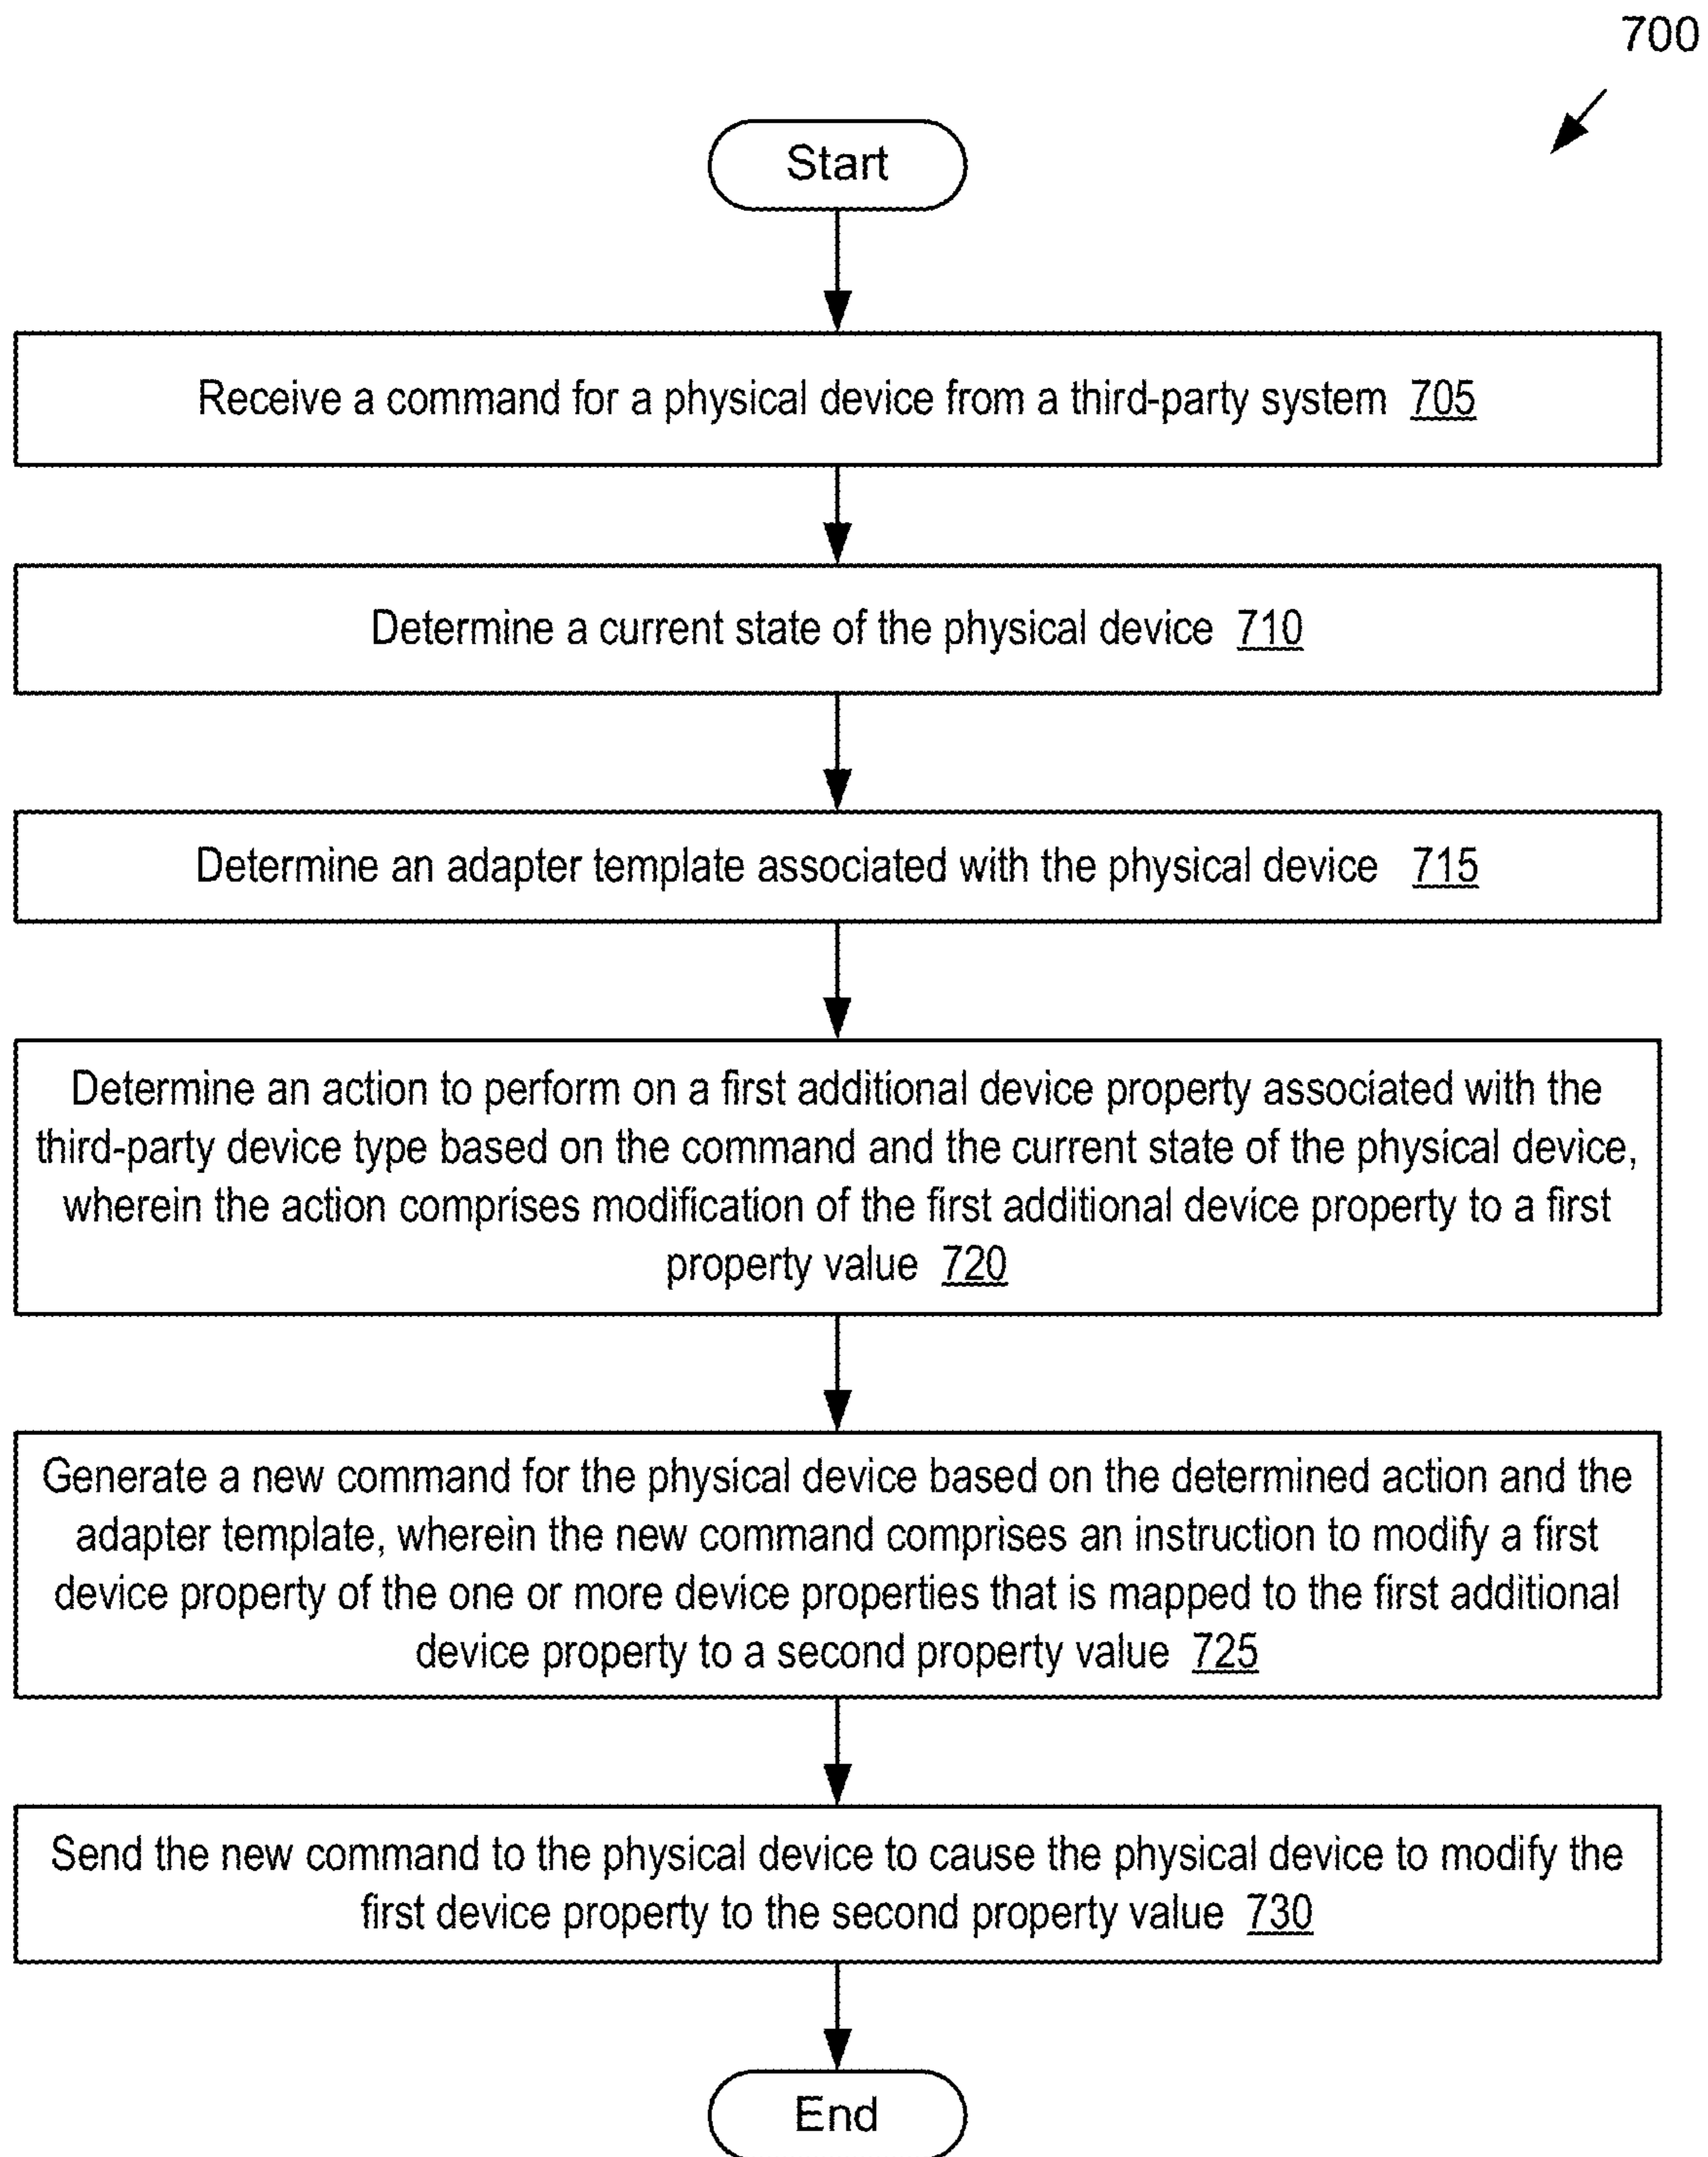 700
Start
Receive a command for a physical device from a third-party system 705
Determine a current state of the physical device 710
Determine an adapter template associated with the physical device 715
Determine an action to perform on a first additional device property associated with the
third-party device type based on the command and the current state of the physical device,
wherein the action comprises modification of the first additional device property to a first
property value 720
Generate a new command for the physical device based on the determined action and the
adapter template, wherein the new command comprises an instruction to modify a first
device property of the one or more device properties that is mapped to the first additional
device property to a second property value 725
Send the new command to the physical device to cause the physical device to modify the
first device property to the second property value 730
End